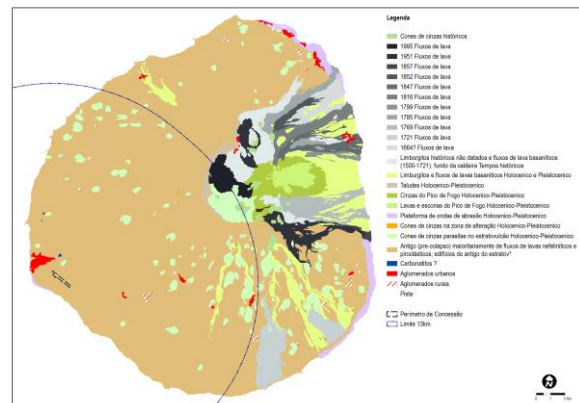 Legenda
Cones de cinzas históricos
1995 Fluxos de lava
1951 Fluxos de lava
1857 Fluxos de lava
1852 Fluxos de lava
1847 Fluxos de lava
1816 Fluxos de lava
1799 Fluxos de lava
1785 Fluxos de lava
1769 Fluxos de lava
1721 Fluxos de lava
1664? Fluxos de lava
Limborgitos históricos não datados e fluxos de lava basaníticos
(1500-1721); fundo da caldeira Tempos históricos
Limburgitos e fluxos de lavas basaníticos Holocenico e Pleistocenico
Taludes Holocenico-Pleistocenico
Cinzas do Pico de Fogo Holocenico-Pleistocenico
Lavas e escorias do Pico de Fogo Holocenico-Pleistocenico
Plataforma de ondas de abrasão Holocenico-Pleistocenico
Cones de cinzas na zona de alteração Holocenico-Pleistocenico
Cones de cinzas parasitas no estratovulcão Holocenico-Pleistocenico
Antigo (pre-colapso) maioritariamente de fluxos de lavas nefeliniticos e
piroclásticos; edifícios do antigo do estratov*
Carbonatitos ?
Aglomerados urbanos
Aglomerados rurais
Pista
Perímetro de Concessão
Limite 13km
N
0 1 2 km